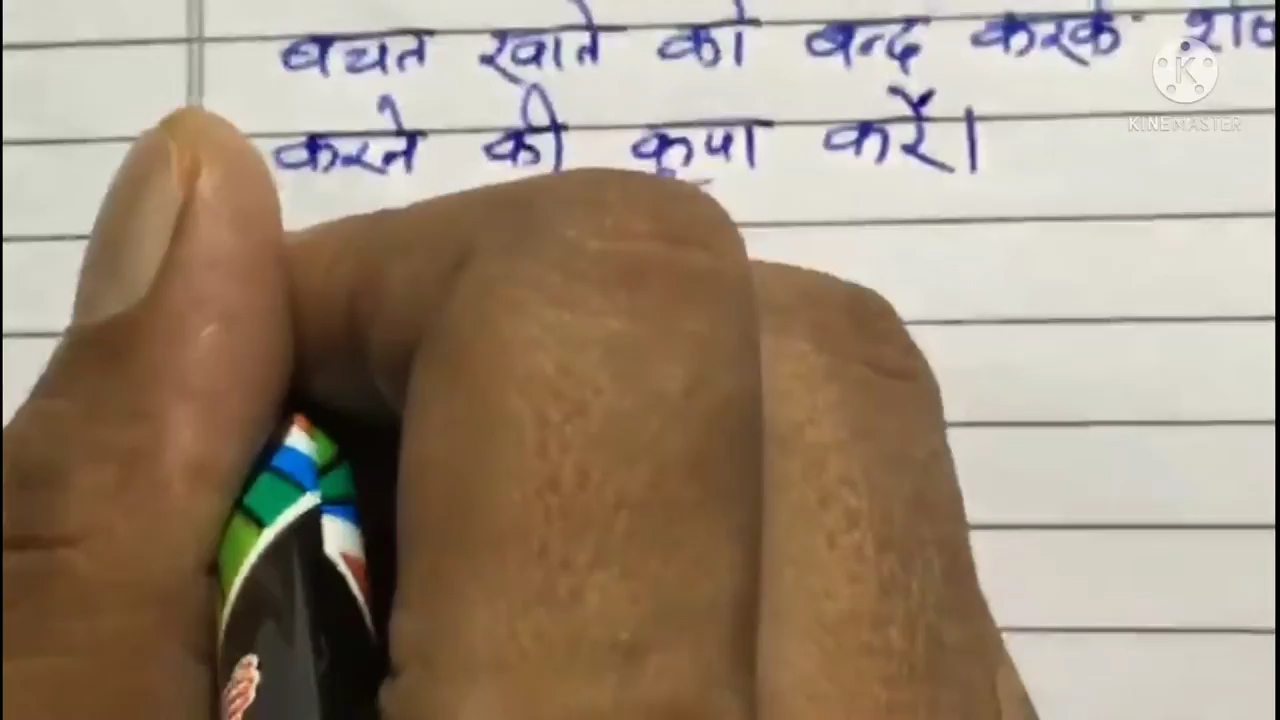 बचत खाते को बन्द करके
करने की कृपा करें।
KINEMASTER